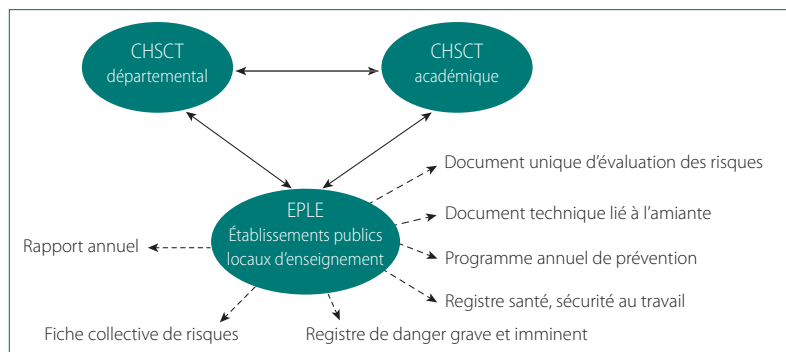 CHSCT
départemental
CHSCT
académique
EPLE
Établissements publics
locaux d'enseignement
Document unique d'évaluation des risques
Document technique lié à l'amiante
Programme annuel de prévention
Registre santé, sécurité au travail
Registre de danger grave et imminent
Fiche collective de risques
Rapport annuel